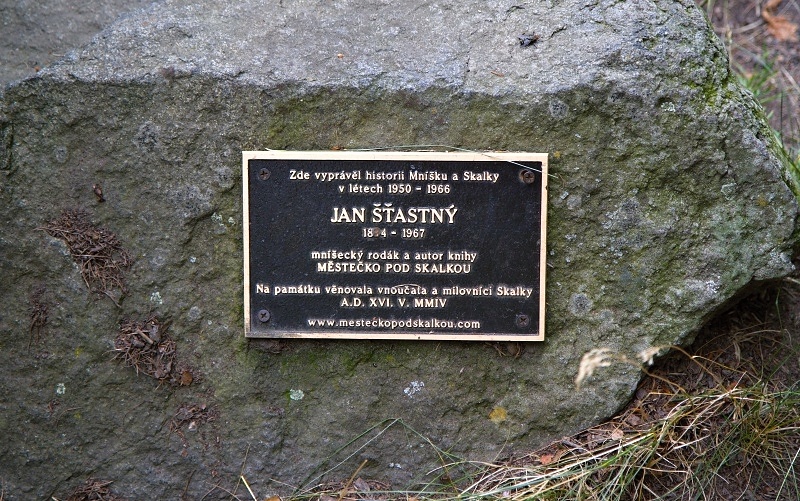 Zde vyprávěl historii Mníšku a Skalky
v létech 1950 - 1966
JAN ŠŤASTNÝ
18 4 - 1967
mníšecký rodák a autor knihy
MĚSTEČKO POD SKALKOU
Na památku věnovala vnoučata a milovníci Skalky
A.D. XVI. V. MMIV
www.mesteckopodskalkou.com